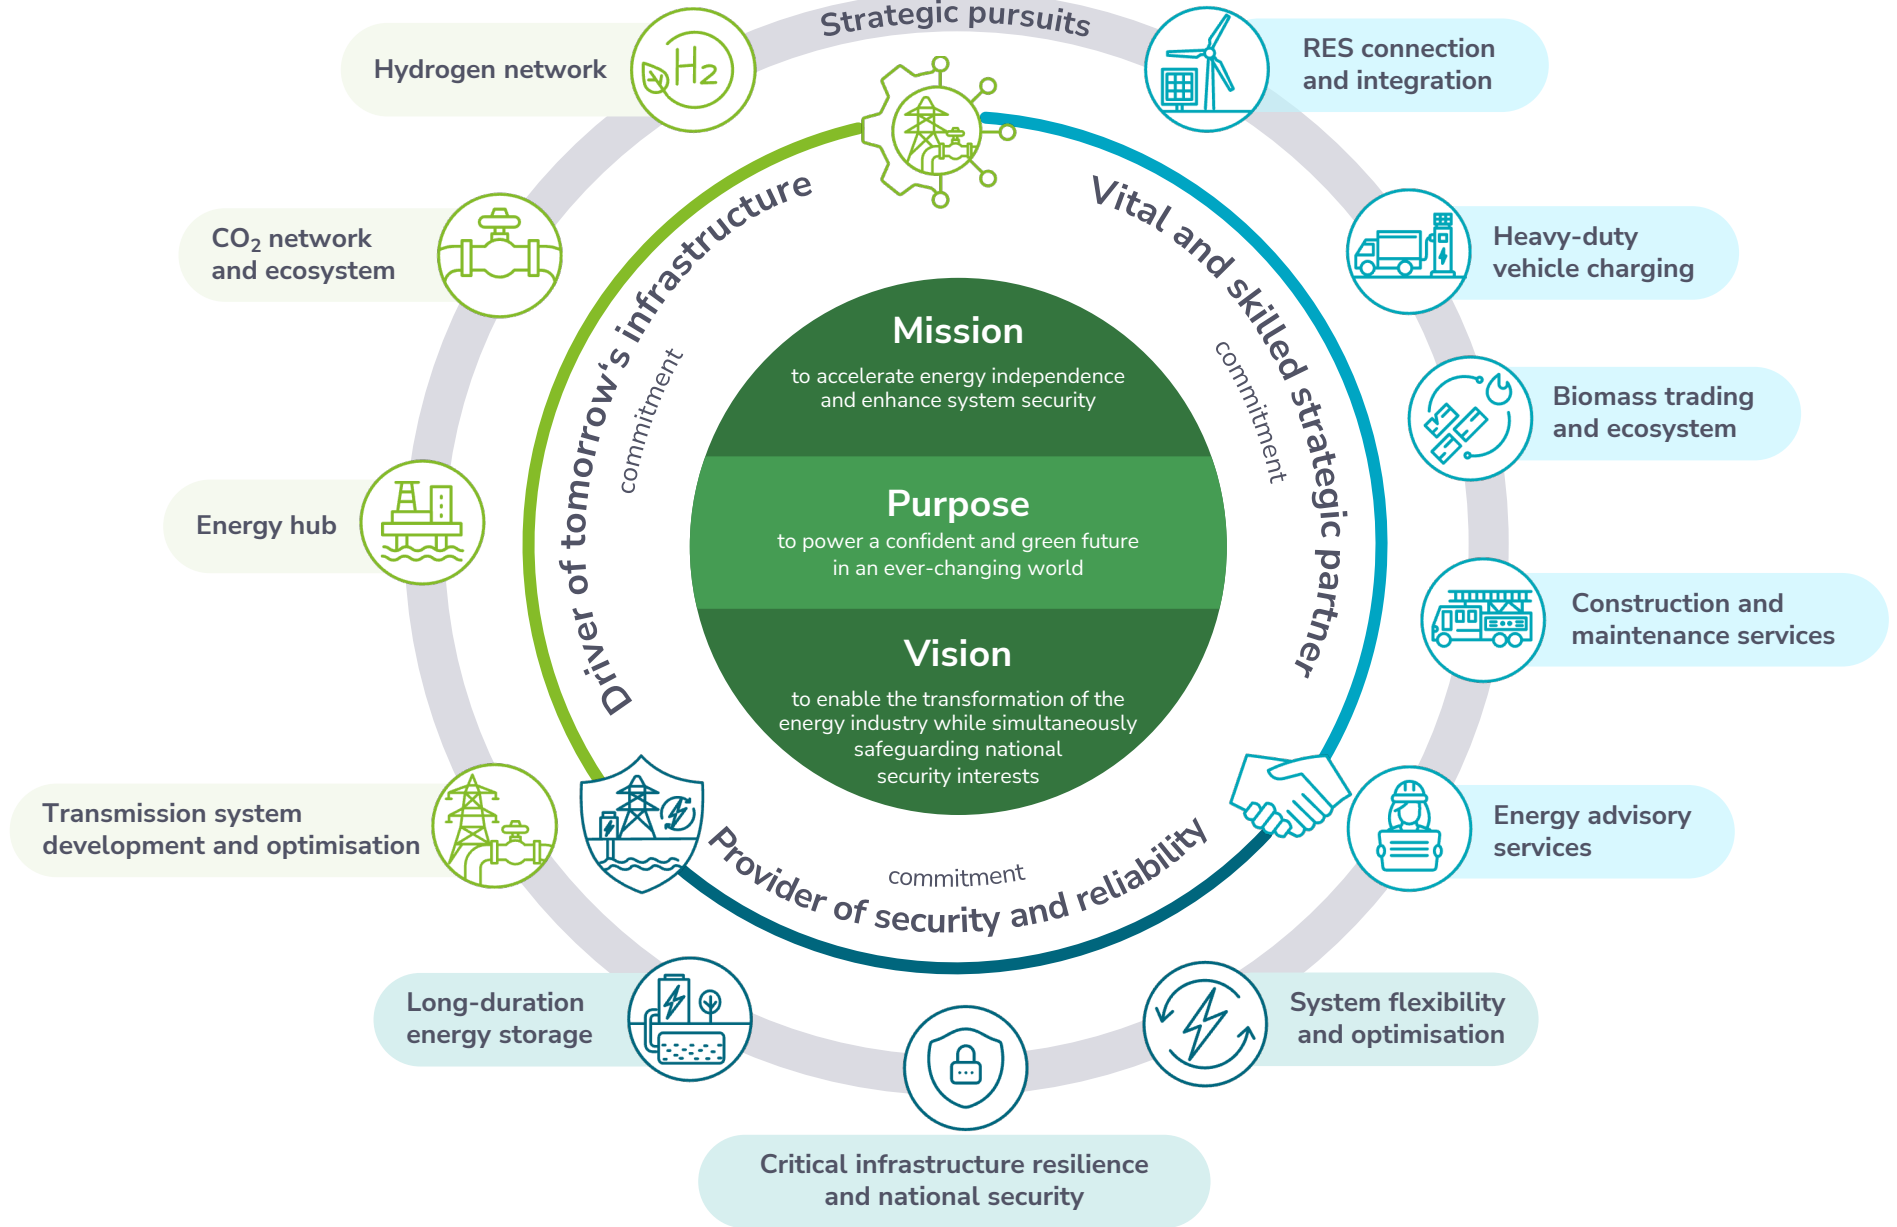 Strategic pursuits
Hydrogen network
H2
RES connection
and integration
CO₂ network
and ecosystem
Heavy-duty
vehicle charging
Driver of tomorrow‘s infrastructure
commitment
Vital and skilled strategic partner
commitment
Mission
to accelerate energy independence
and enhance system security
Biomass trading
and ecosystem
Energy hub
Purpose
to power a confident and green future
in an ever-changing world
Construction and
maintenance services
Vision
to enable the transformation of the
energy industry while simultaneously
safeguarding national
security interests
Transmission system
development and optimisation
Energy advisory
services
commitment
Provider of security and reliability
Long-duration
energy storage
System flexibility
and optimisation
Critical infrastructure resilience
and national security